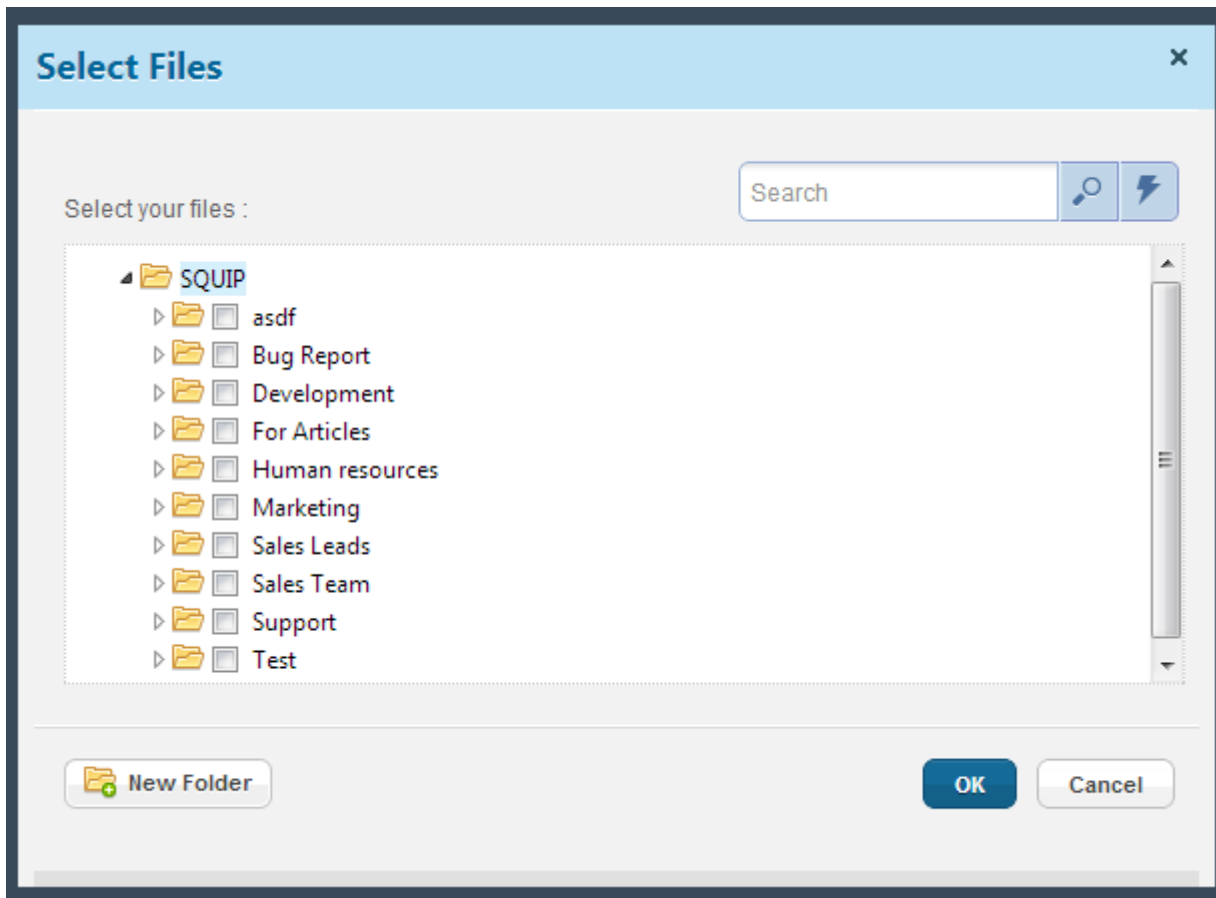 Select Files
Search
Select your files :
SQUIP
asdf
Bug Report
Development
For Articles
Human resources
Marketing
Sales Leads
Sales Team
Support
Test
New Folder
OK
Cancel